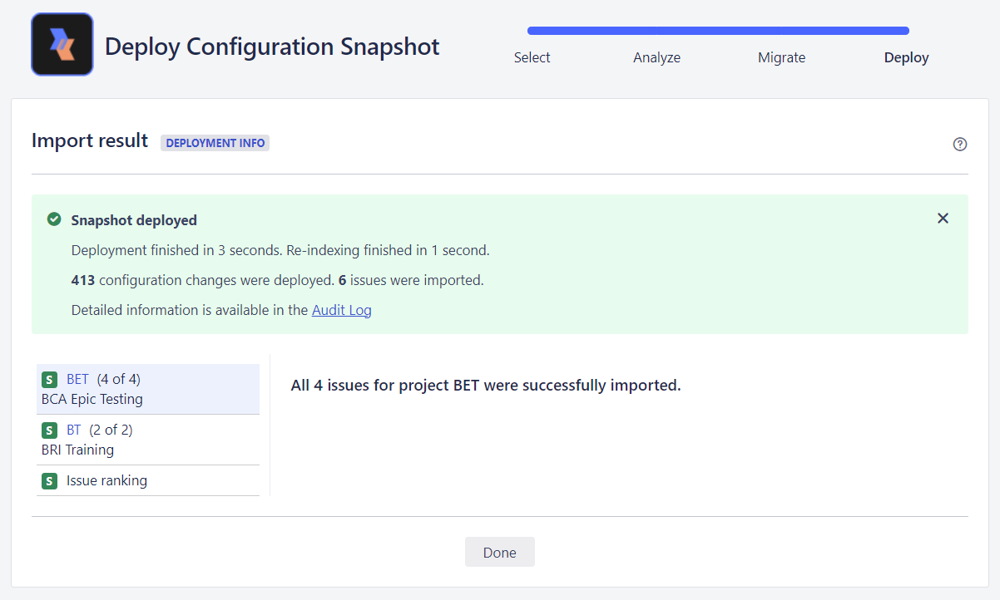 Deploy Configuration Snapshot
Select
Analyze
Migrate
Deploy
Import result
DEPLOYMENT INFO
?
Snapshot deployed
Deployment finished in 3 seconds. Re-indexing finished in 1 second.
413 configuration changes were deployed. 6 issues were imported.
Detailed information is available in the Audit Log
S BET (4 of 4)
BCA Epic Testing
S BT (2 of 2)
BRI Training
S Issue ranking
All 4 issues for project BET were successfully imported.
Done